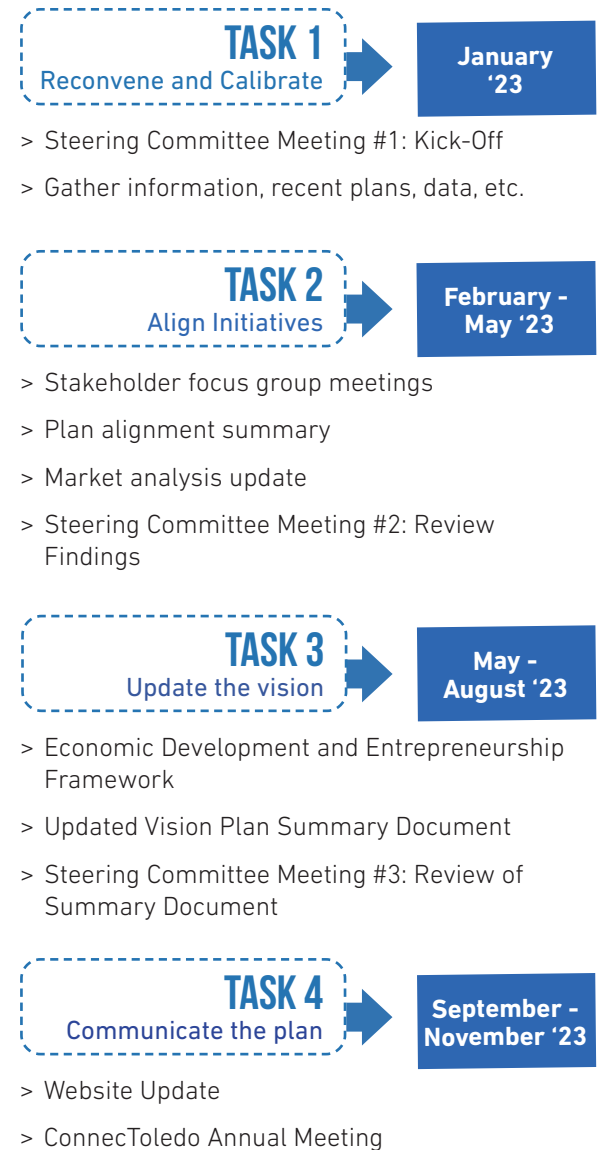 TASK 1
Reconvene and Calibrate
January
‘23
> Steering Committee Meeting #1: Kick-Off
> Gather information, recent plans, data, etc.
TASK 2
Align Initiatives
February -
May ‘23
> Stakeholder focus group meetings
> Plan alignment summary
> Market analysis update
> Steering Committee Meeting #2: Review
Findings
TASK 3
Update the vision
May -
August ‘23
> Economic Development and Entrepreneurship
Framework
> Updated Vision Plan Summary Document
> Steering Committee Meeting #3: Review of
Summary Document
TASK 4
Communicate the plan
September -
November ‘23
> Website Update
> ConnecToledo Annual Meeting